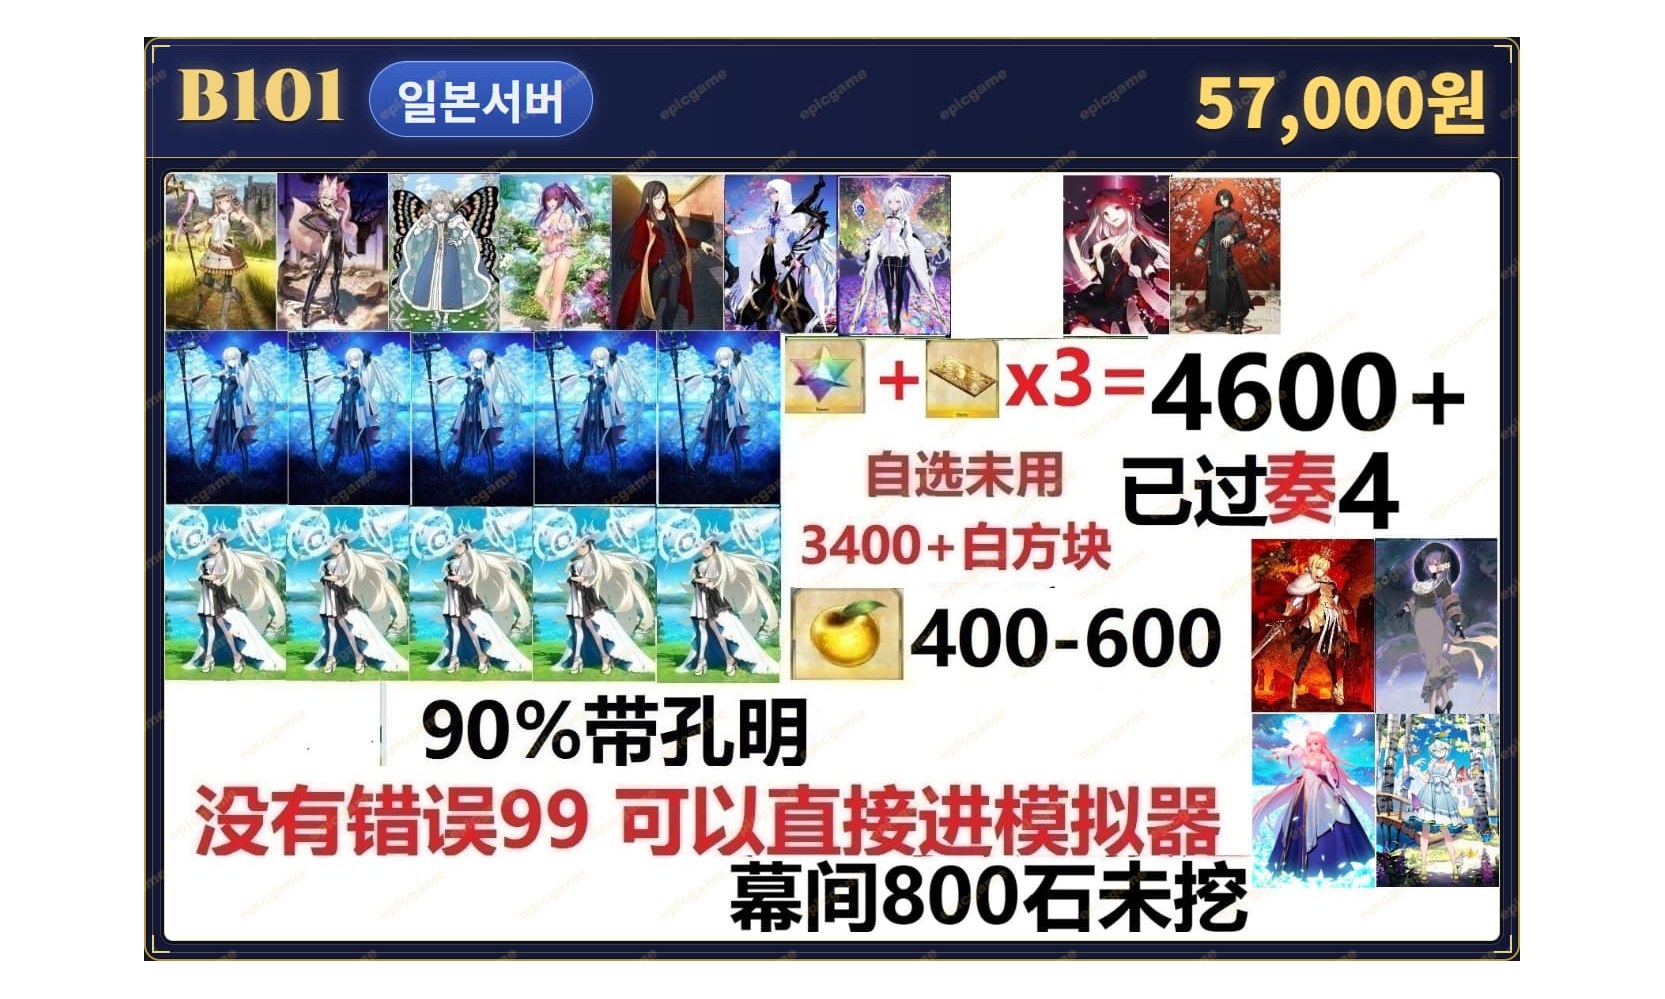 B101 일본서버 57,000원
+ x3=4600+
自选未用
已过奏4
3400+白方块
400-600
90%带孔明
没有错误99 可以直接进模拟器
幕间800石未挖
epicgame